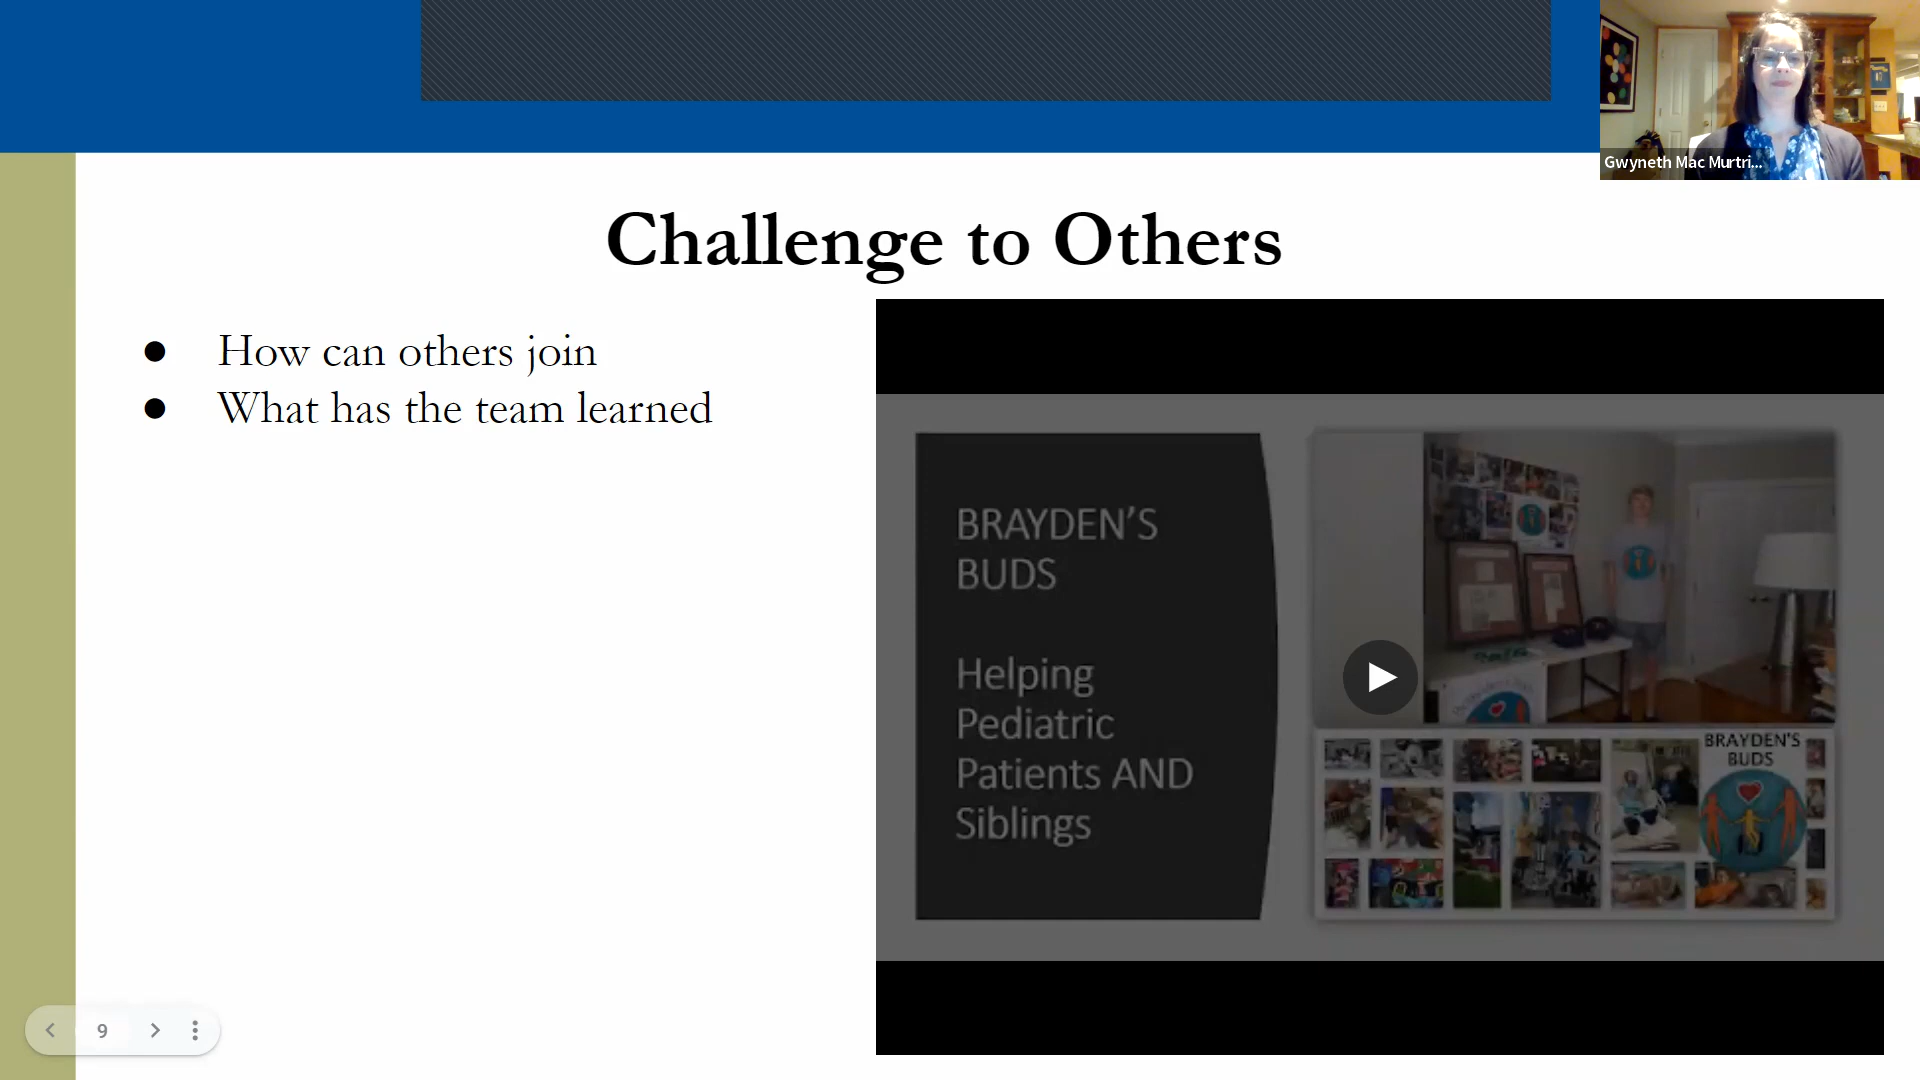 Gwyneth Mac Murtri...
Challenge to Others
● How can others join
● What has the team learned
BRAYDEN'S
BUDS
Helping
Pediatric
Patients AND
Siblings
BRAYDEN'S
BUDS
9